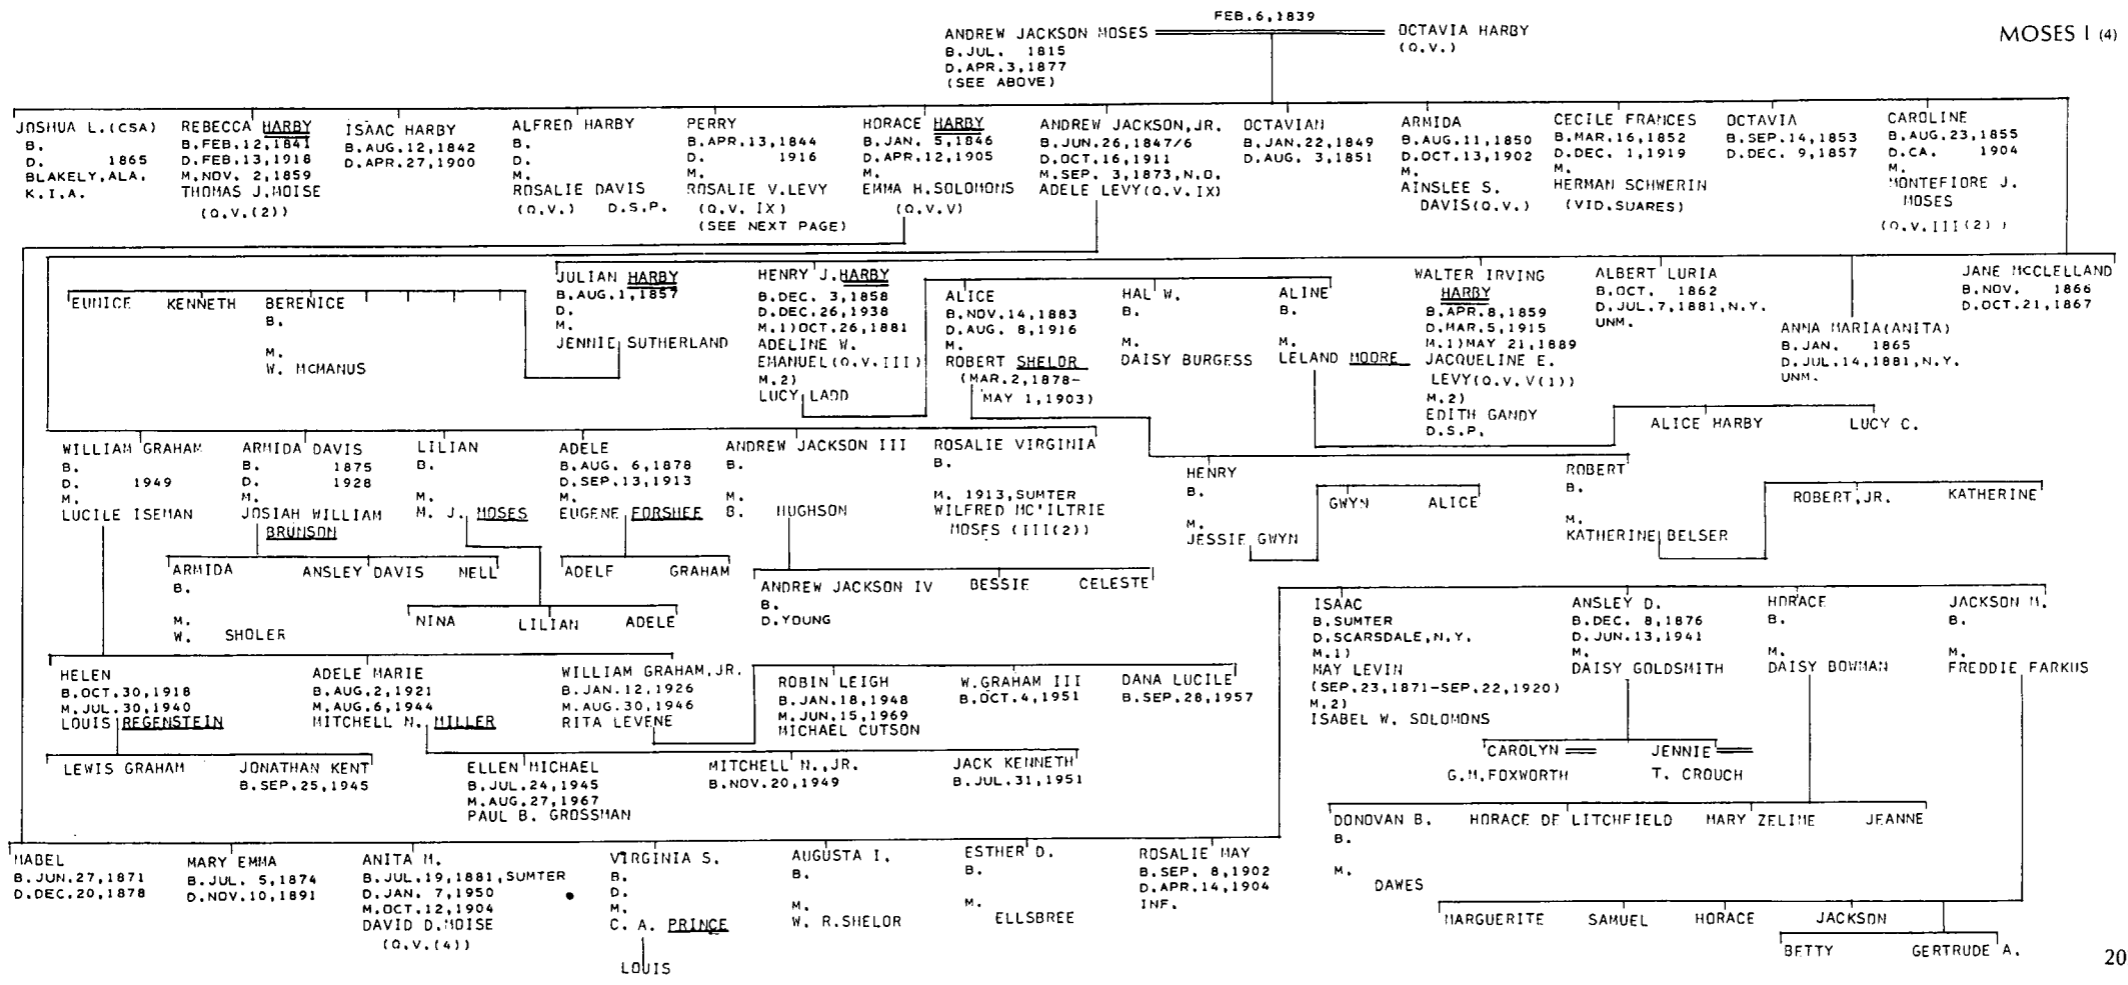 MOSES I (4)
FEB.6,1839
ANDREW JACKSON MOSES
B.JUL. 1815
D.APR.3,1877
(SEE ABOVE)
OCTAVIA HARBY
(Q.V.)
JOSHUA L.(CSA)
B.
D. 1865
BLAKELY,ALA.
K.I.A.
REBECCA HARBY
B.FEB.12,1841
D.FEB.13,1918
M.NOV. 2,1859
THOMAS J.MOISE
(Q.V.(2))
ISAAC HARBY
B.AUG.12,1842
D.APR.27,1900
ALFRED HARBY
B.
D.
M.
ROSALIE DAVIS
(Q.V.) D.S.P.
PERRY
B.APR.13,1844
D. 1916
M.
ROSALIE V.LEVY
(Q.V. IX)
(SEE NEXT PAGE)
HORACE HARBY
B.JAN. 5,1846
D.APR.12,1905
M.
EMMA H.SOLOMONS
(Q.V.V)
ANDREW JACKSON,JR.
B.JUN.26,1847/6
D.OCT.16,1911
M.SEP. 3,1873,N.O.
ADELE LEVY(Q.V.IX)
OCTAVIAN
B.JAN.22,1849
D.AUG. 3,1851
ARMIDA
B.AUG.11,1850
D.OCT.13,1902
M.
AINSLEE S.
DAVIS(Q.V.)
CECILE FRANCES
B.MAR.16,1852
D.DEC. 1,1919
M.
HERMAN SCHWERIN
(VID.SUARES)
OCTAVIA
B.SEP.14,1853
D.DEC. 9,1857
CAROLINE
B.AUG.23,1855
D.CA. 1904
M.
MONTEFIORE J.
MOSES
(Q.V.III(2))
EUNICE
KENNETH
BERENICE
B.
M.
W. MCMANUS
JULIAN HARBY
B.AUG.1,1857
D.
M.
JENNIE SUTHERLAND
HENRY J.HARBY
B.DEC. 3,1858
D.DEC.26,1938
M.1)OCT.26,1881
ADELINE W.
EMANUEL(Q.V.III)
M.2)
LUCY LADD
ALICE
B.NOV.14,1883
D.AUG. 8,1916
M.
ROBERT SHELOR
(MAR.2,1878-
MAY 1,1903)
HAL W.
B.
M.
DAISY BURGESS
ALINE
B.
M.
LELAND MOORE
WALTER IRVING
HARBY
B.APR.8,1859
D.MAR.5,1915
M.1)MAY 21,1889
JACQUELINE E.
LEVY(Q.V.V(1))
M.2)
EDITH GANDY
D.S.P.
ALBERT LURIA
B.OCT. 1862
D.JUL.7,1881,N.Y.
UNM.
ANNA MARIA(ANITA)
B.JAN. 1865
D.JUL.14,1881,N.Y.
UNM.
JANE MCCLELLAND
B.NOV. 1866
D.OCT.21,1867
ALICE HARBY
LUCY C.
WILLIAM GRAHAM
B.
D. 1949
M.
LUCILE ISEMAN
ARMIDA DAVIS
B. 1875
D. 1928
M.
JOSIAH WILLIAM
BRUNSON
LILIAN
B.
M.
M. J. MOSES
ADELE
B.AUG. 6,1878
D.SEP.13,1913
M.
EUGENE FORSHEE
ANDREW JACKSON III
B.
M.
B. HUGHSON
ROSALIE VIRGINIA
B.
M. 1913,SUMTER
WILFRED MC'ILTRIE
MOSES (III(2))
HENRY
B.
M.
JESSIE GWYN
GWYN
ALICE
ROBERT
B.
M.
KATHERINE BELSER
ROBERT,JR.
KATHERINE
ARMIDA
B.
M.
W. SHOLER
ANSLEY DAVIS
NELL
ADELE
GRAHAM
ANDREW JACKSON IV
B.
D.YOUNG
BESSIE
CELESTE
NINA
LILIAN
ADELE
ISAAC
B.SUMTER
D.SCARSDALE,N.Y.
M.1)
MAY LEVIN
(SEP.23,1871-SEP.22,1920)
M.2)
ISABEL W. SOLOMONS
ANSLEY D.
B.DEC. 8,1876
D.JUN.13,1941
M.
DAISY GOLDSMITH
HORACE
B.
M.
DAISY BOWMAN
JACKSON M.
B.
M.
FREDDIE FARKUS
HELEN
B.OCT.30,1918
M.JUL.30,1940
LOUIS REGENSTEIN
ADELE MARIE
B.AUG.2,1921
M.AUG.6,1944
MITCHELL N. MILLER
WILLIAM GRAHAM,JR.
B.JAN.12,1926
M.AUG.30,1946
RITA LEVENE
ROBIN LEIGH
B.JAN.18,1948
M.JUN.15,1969
MICHAEL CUTSON
W.GRAHAM III
B.OCT.4,1951
DANA LUCILE
B.SEP.28,1957
LEWIS GRAHAM
JONATHAN KENT
B.SEP.25,1945
ELLEN MICHAEL
B.JUL.24,1945
M.AUG.27,1967
PAUL B. GROSSMAN
MITCHELL N.,JR.
B.NOV.20,1949
JACK KENNETH
B.JUL.31,1951
CAROLYN
G.M.FOXWORTH
JENNIE
T. CROUCH
DONOVAN B.
B.
M.
DAWES
HORACE DE LITCHFIELD
MARY ZELIME
JEANNE
MABEL
B.JUN.27,1871
D.DEC.20,1878
MARY EMMA
B.JUL. 5,1874
D.NOV.10,1891
ANITA M.
B.JUL.19,1881,SUMTER
D.JAN. 7,1950
M.OCT.12,1904
DAVID D.MOISE
(Q.V.(4))
VIRGINIA S.
B.
D.
M.
C. A. PRINCE
LOUIS
AUGUSTA I.
B.
M.
W. R.SHELOR
ESTHER D.
B.
M.
ELLSBREE
ROSALIE MAY
B.SEP. 8,1902
D.APR.14,1904
INF.
MARGUERITE
SAMUEL
HORACE
JACKSON
BETTY
GERTRUDE A.
20